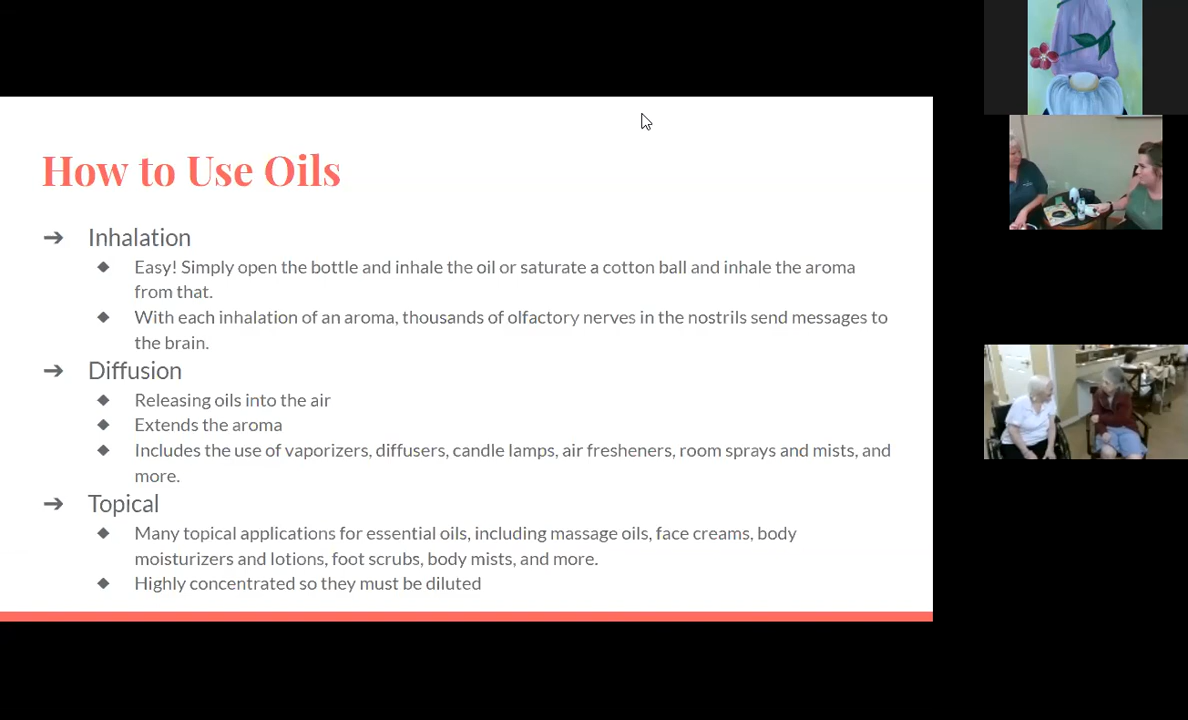 How to Use Oils
➔ Inhalation
◆ Easy! Simply open the bottle and inhale the oil or saturate a cotton ball and inhale the aroma
from that.
◆ With each inhalation of an aroma, thousands of olfactory nerves in the nostrils send messages to
the brain.
➔ Diffusion
◆ Releasing oils into the air
◆ Extends the aroma
◆ Includes the use of vaporizers, diffusers, candle lamps, air fresheners, room sprays and mists, and
more.
➔ Topical
◆ Many topical applications for essential oils, including massage oils, face creams, body
moisturizers and lotions, foot scrubs, body mists, and more.
◆ Highly concentrated so they must be diluted